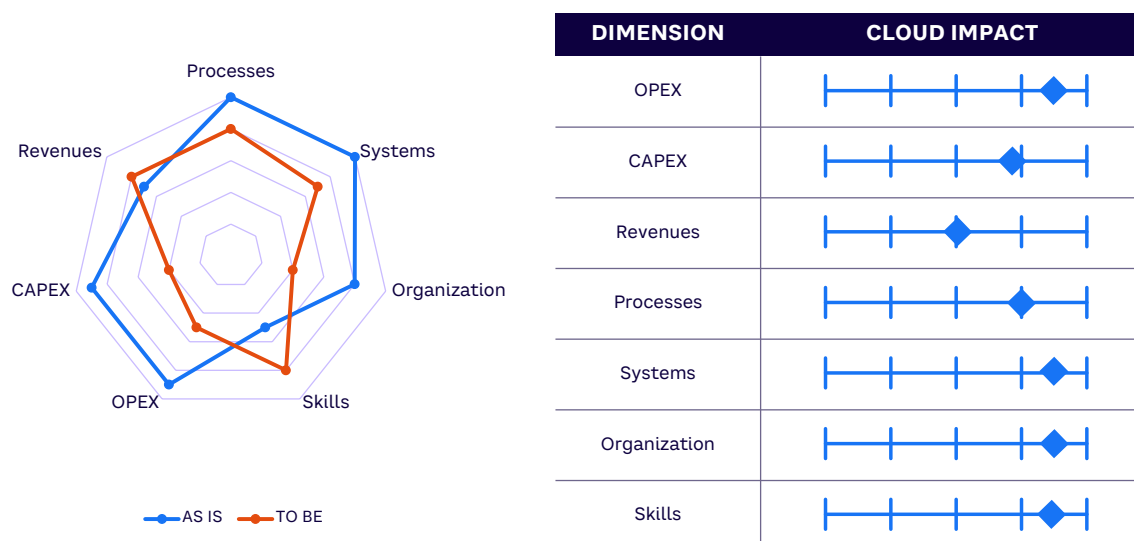 Processes
Revenues
Systems
CAPEX
Organization
OPEX
Skills
AS IS
TO BE
DIMENSION
CLOUD IMPACT
OPEX
CAPEX
Revenues
Processes
Systems
Organization
Skills